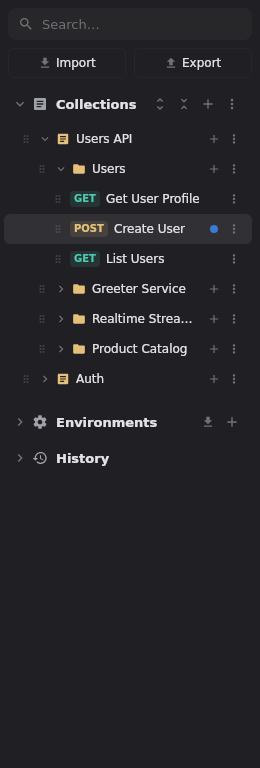 Search…
Import
Export
Collections
Users API
Users
GET Get User Profile
POST Create User
GET List Users
Greeter Service
Realtime Strea…
Product Catalog
Auth
Environments
History